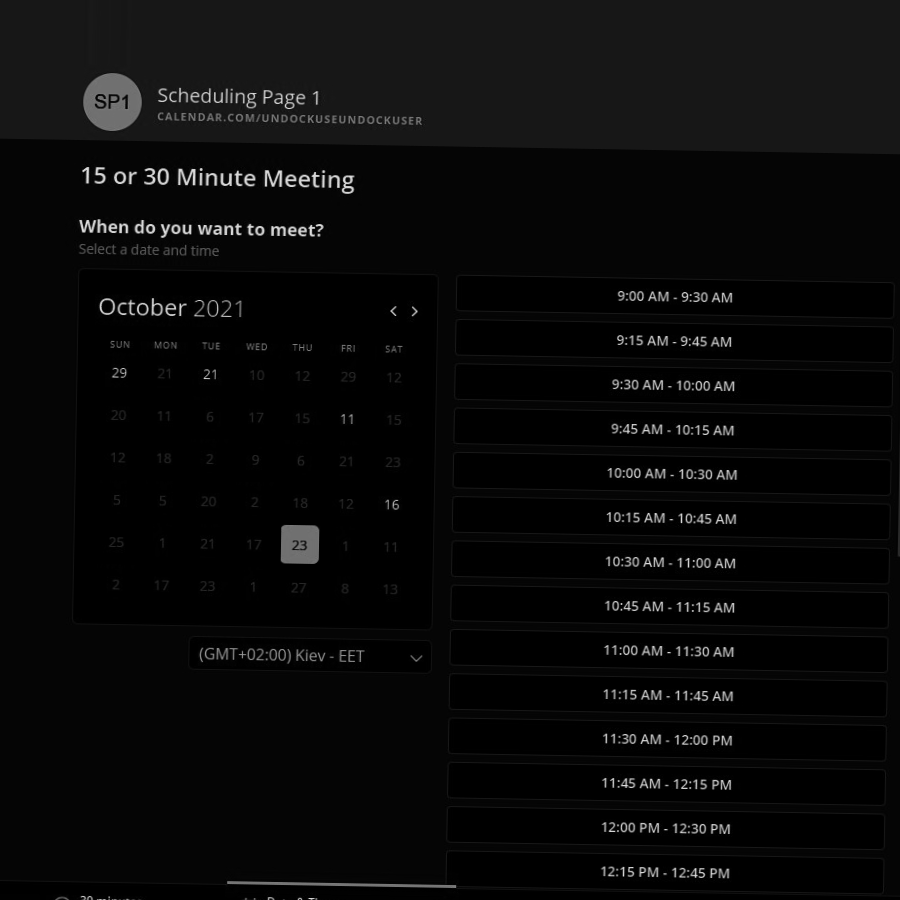 SP1
Scheduling Page 1
CALENDAR.COM/UNDOCKUSEUNDOCKUSER
15 or 30 Minute Meeting
When do you want to meet?
Select a date and time
October 2021
SUN MON TUE WED THU FRI SAT
29 21 21 10 12 29 12
20 11 6 17 15 11 15
12 18 2 9 6 21 23
5 5 20 2 18 12 16
25 1 21 17 23 1 11
2 17 23 1 27 8 13
(GMT+02:00) Kiev - EET
9:00 AM - 9:30 AM
9:15 AM - 9:45 AM
9:30 AM - 10:00 AM
9:45 AM - 10:15 AM
10:00 AM - 10:30 AM
10:15 AM - 10:45 AM
10:30 AM - 11:00 AM
10:45 AM - 11:15 AM
11:00 AM - 11:30 AM
11:15 AM - 11:45 AM
11:30 AM - 12:00 PM
11:45 AM - 12:15 PM
12:00 PM - 12:30 PM
12:15 PM - 12:45 PM